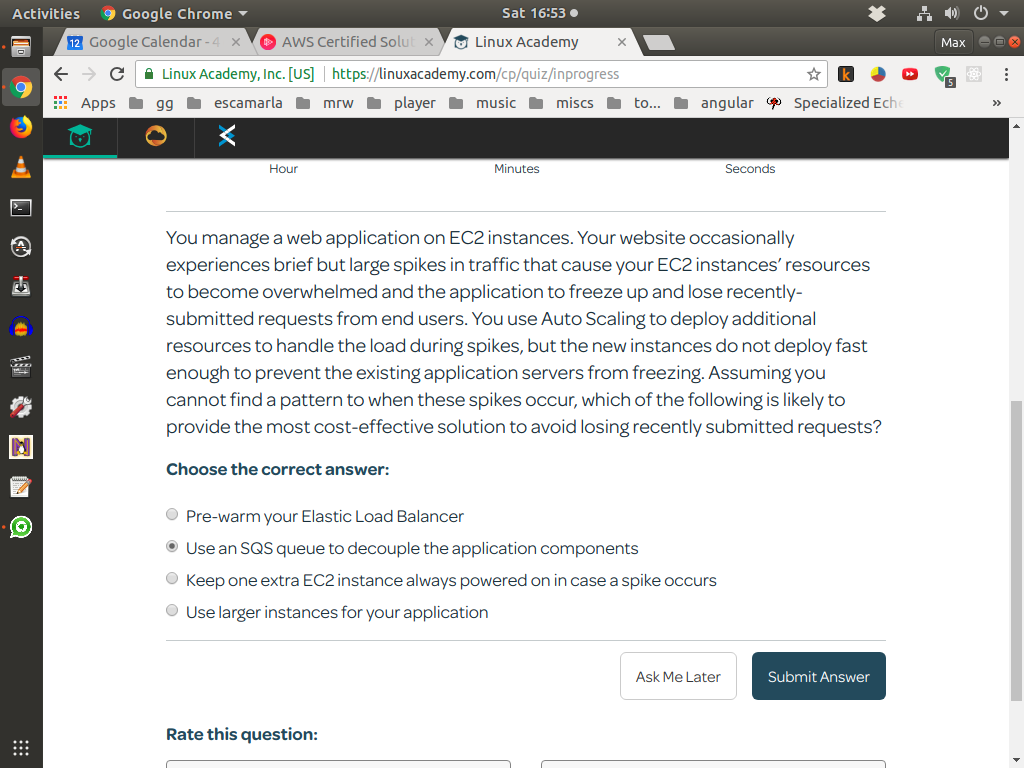 Activities Google Chrome Sat 16:53
Google Calendar - 4 AWS Certified Solut Linux Academy Max
Linux Academy, Inc. [US] https://linuxacademy.com/cp/quiz/inprogress 5
Apps gg escamarla mrw player music miscs to... angular Specialized Eche »
Hour Minutes Seconds
You manage a web application on EC2 instances. Your website occasionally
experiences brief but large spikes in traffic that cause your EC2 instances’ resources
to become overwhelmed and the application to freeze up and lose recently-
submitted requests from end users. You use Auto Scaling to deploy additional
resources to handle the load during spikes, but the new instances do not deploy fast
enough to prevent the existing application servers from freezing. Assuming you
cannot find a pattern to when these spikes occur, which of the following is likely to
provide the most cost-effective solution to avoid losing recently submitted requests?
Choose the correct answer:
Pre-warm your Elastic Load Balancer
Use an SQS queue to decouple the application components
Keep one extra EC2 instance always powered on in case a spike occurs
Use larger instances for your application
Ask Me Later Submit Answer
Rate this question: